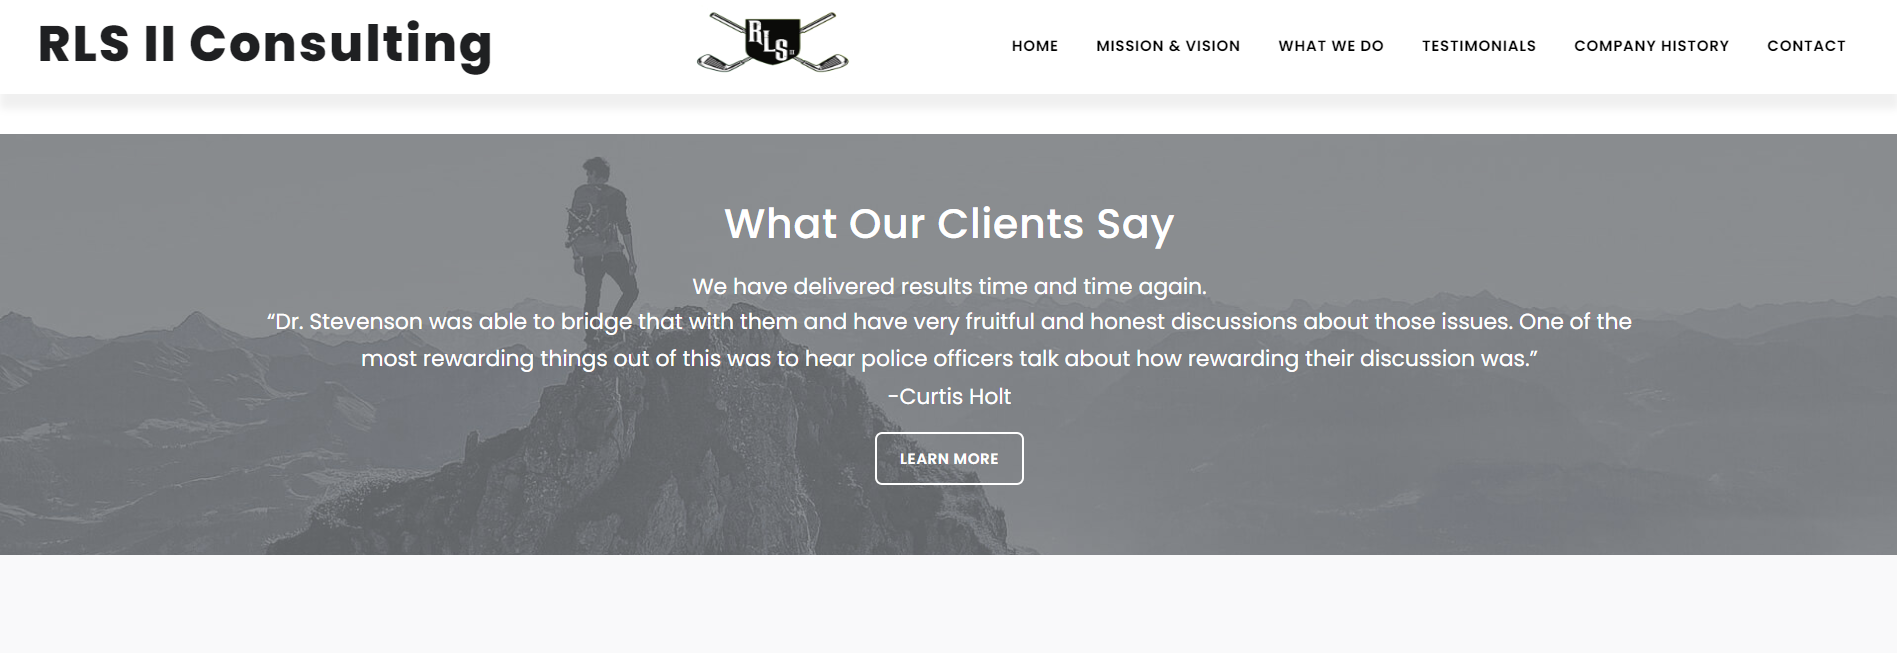 RLS II Consulting
RLS II
HOME MISSION & VISION WHAT WE DO TESTIMONIALS COMPANY HISTORY CONTACT
What Our Clients Say
We have delivered results time and time again.
“Dr. Stevenson was able to bridge that with them and have very fruitful and honest discussions about those issues. One of the
most rewarding things out of this was to hear police officers talk about how rewarding their discussion was.”
-Curtis Holt
LEARN MORE